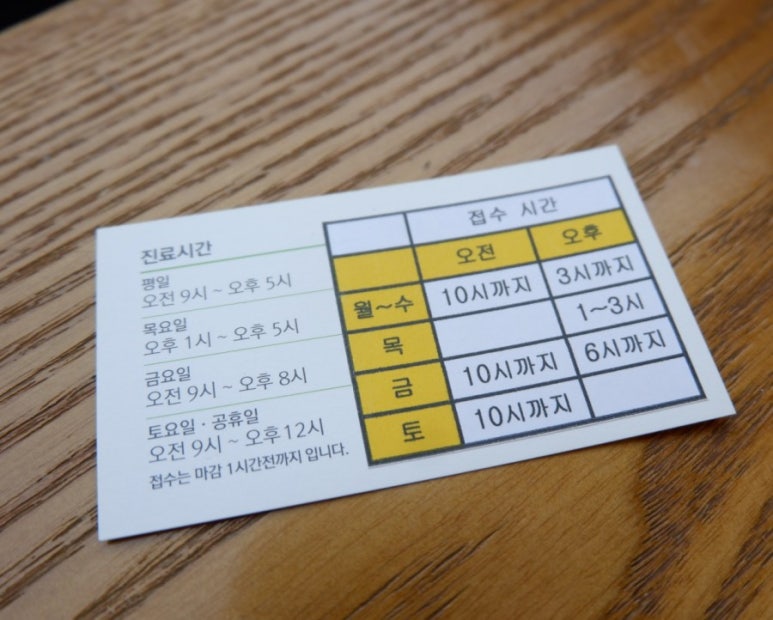 진료시간
평일
오전 9시 ~ 오후 5시
목요일
오후 1시 ~ 오후 5시
금요일
오전 9시 ~ 오후 8시
토요일 · 공휴일
오전 9시 ~ 오후 12시
접수는 마감 1시간전까지 입니다.
접수 시간
오전 오후
월~수 10시까지 3시까지
목 1~3시
금 10시까지 6시까지
토 10시까지